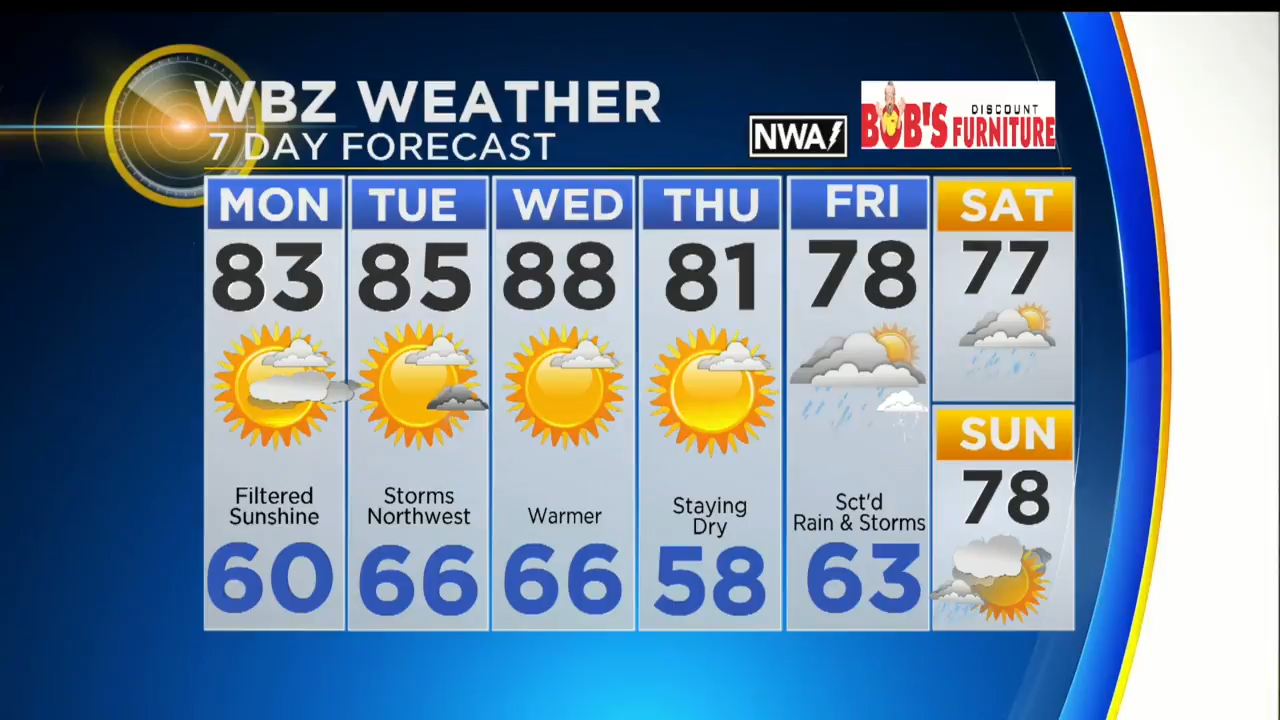 WBZ WEATHER
7 DAY FORECAST
NWA
BOB'S DISCOUNT FURNITURE
MON
83
Filtered
Sunshine
60
TUE
85
Storms
Northwest
66
WED
88
Warmer
66
THU
81
Staying
Dry
58
FRI
78
Sct'd
Rain & Storms
63
SAT
77
SUN
78